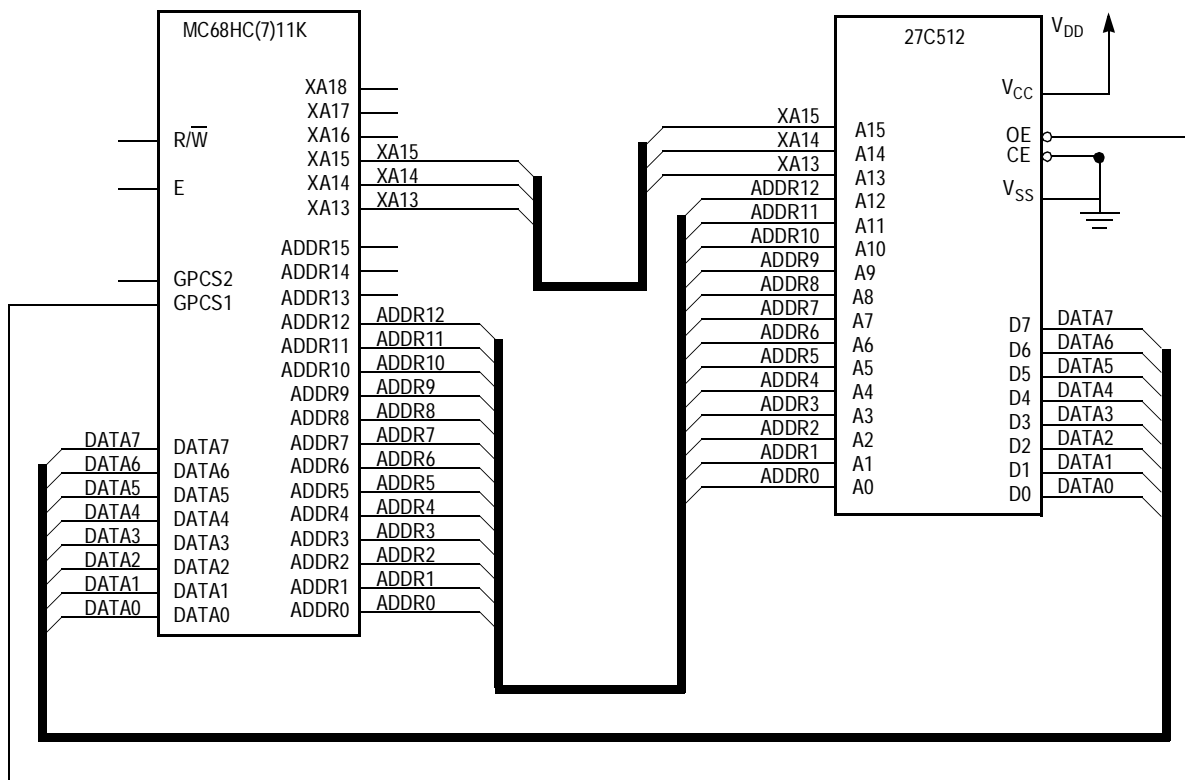 MC68HC(7)11K
XA18
XA17
XA16
XA15
XA14
XA13
R/W̅
E
GPCS2
GPCS1
ADDR15
ADDR14
ADDR13
ADDR12
ADDR11
ADDR10
ADDR9
ADDR8
ADDR7
ADDR6
ADDR5
ADDR4
ADDR3
ADDR2
ADDR1
ADDR0
DATA7
DATA6
DATA5
DATA4
DATA3
DATA2
DATA1
DATA0
DATA7
DATA6
DATA5
DATA4
DATA3
DATA2
DATA1
DATA0
XA15
XA14
XA13
ADDR12
ADDR11
ADDR10
ADDR9
ADDR8
ADDR7
ADDR6
ADDR5
ADDR4
ADDR3
ADDR2
ADDR1
ADDR0
XA15
XA14
XA13
ADDR12
ADDR11
ADDR10
ADDR9
ADDR8
ADDR7
ADDR6
ADDR5
ADDR4
ADDR3
ADDR2
ADDR1
ADDR0
27C512
A15
A14
A13
A12
A11
A10
A9
A8
A7
A6
A5
A4
A3
A2
A1
A0
VDD
VCC
OE
CE
VSS
D7
D6
D5
D4
D3
D2
D1
D0
DATA7
DATA6
DATA5
DATA4
DATA3
DATA2
DATA1
DATA0